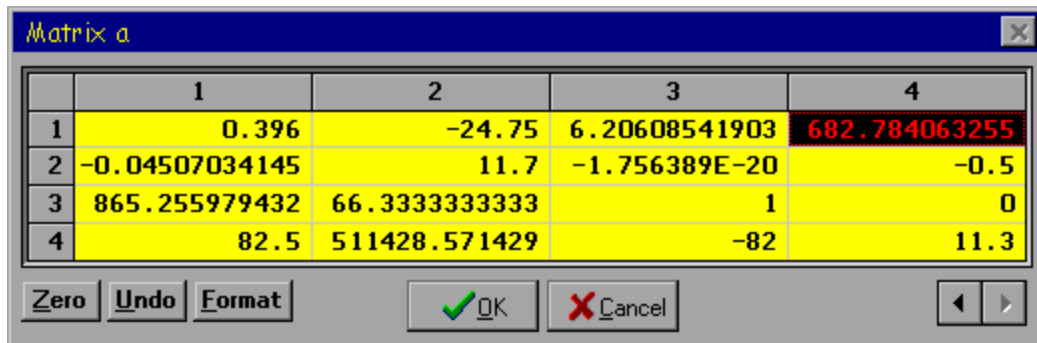 Matrix a
1 2 3 4
1 0.396 -24.75 6.20608541903 682.784063255
2 -0.04507034145 11.7 -1.756389E-20 -0.5
3 865.255979432 66.3333333333 1 0
4 82.5 511428.571429 -82 11.3
Zero Undo Format OK Cancel